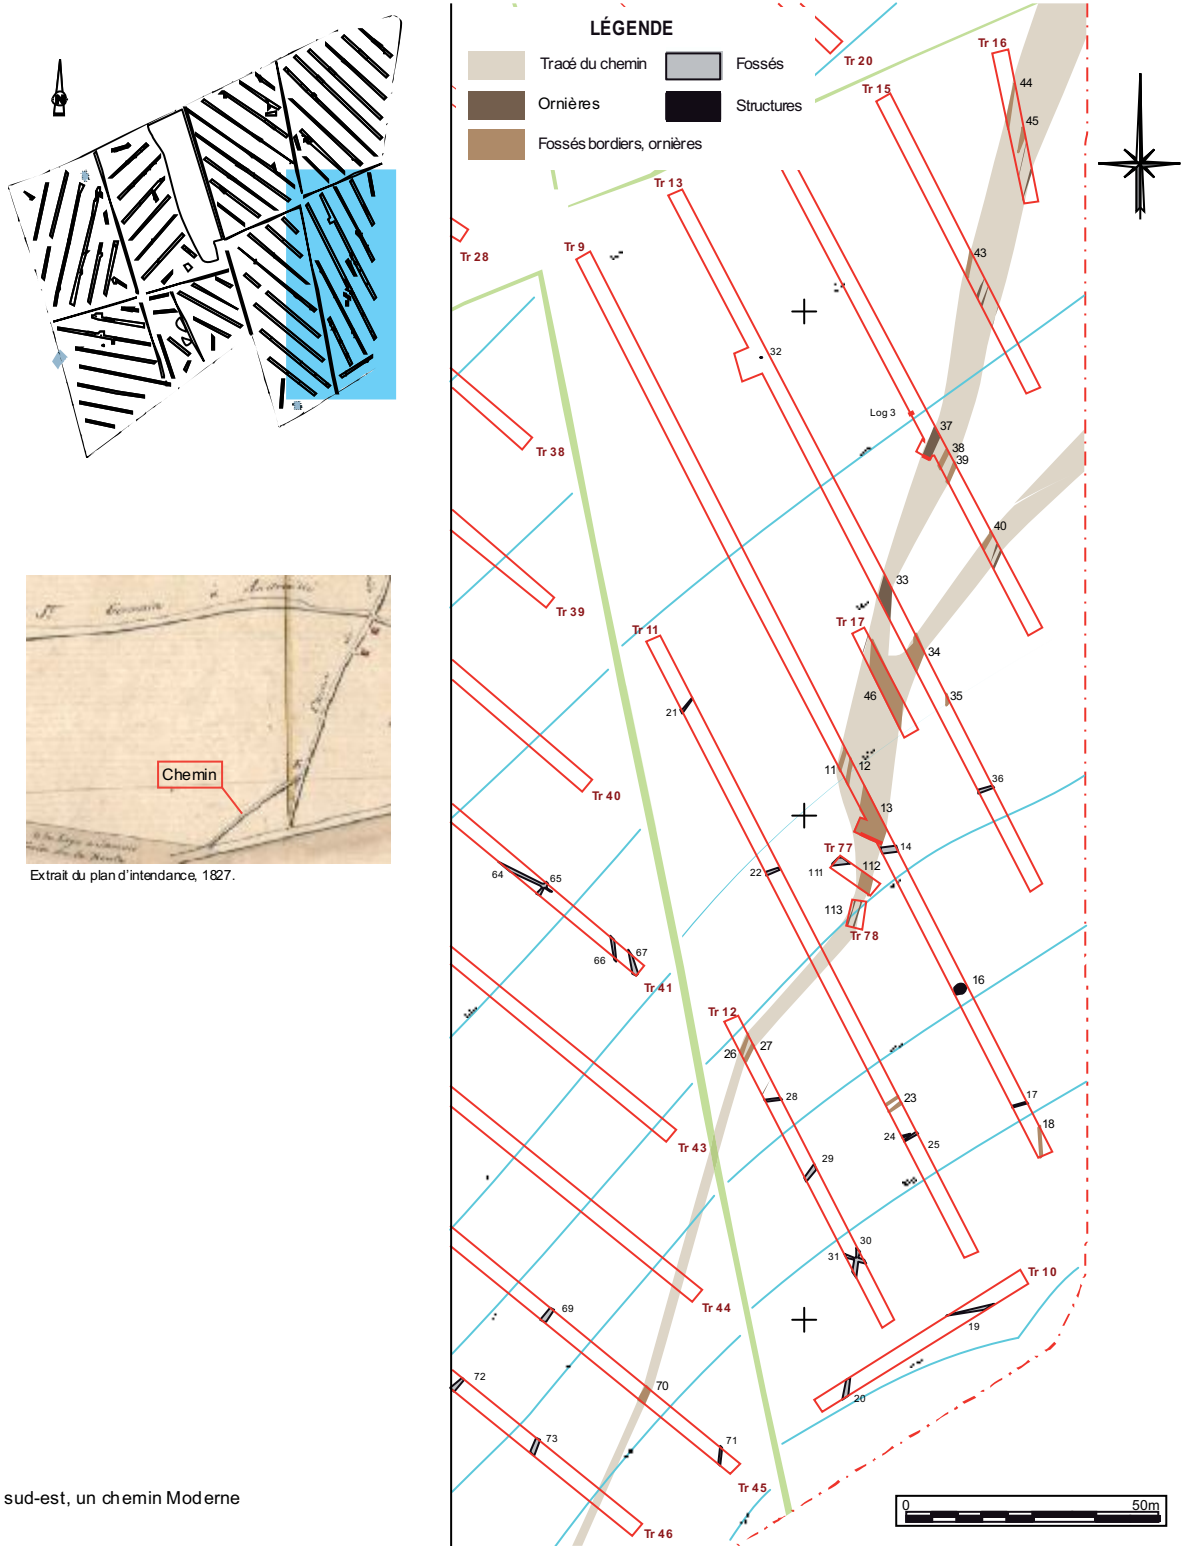 N
LÉGENDE
Tracé du chemin
Fossés
Ornières
Structures
Fossés bordiers, ornières
Tr 20
Tr 16
Tr 15
44
45
Tr 13
Tr 9
Tr 28
43
32
Log 3
37
38
39
Tr 38
40
Tr 39
33
Tr 17
Tr 11
34
46
35
21
11
12
36
Tr 40
13
14
Tr 77
111
112
22
113
Tr 78
64
65
66
67
Tr 41
16
Tr 12
26
27
28
23
24
25
17
18
29
Tr 43
30
31
Tr 10
19
20
Tr 44
69
70
71
72
73
Tr 45
Tr 46
St Germain à
Chemin
Chemin
Extrait du plan d'intendance, 1827.
sud-est, un chemin Moderne
0 50m